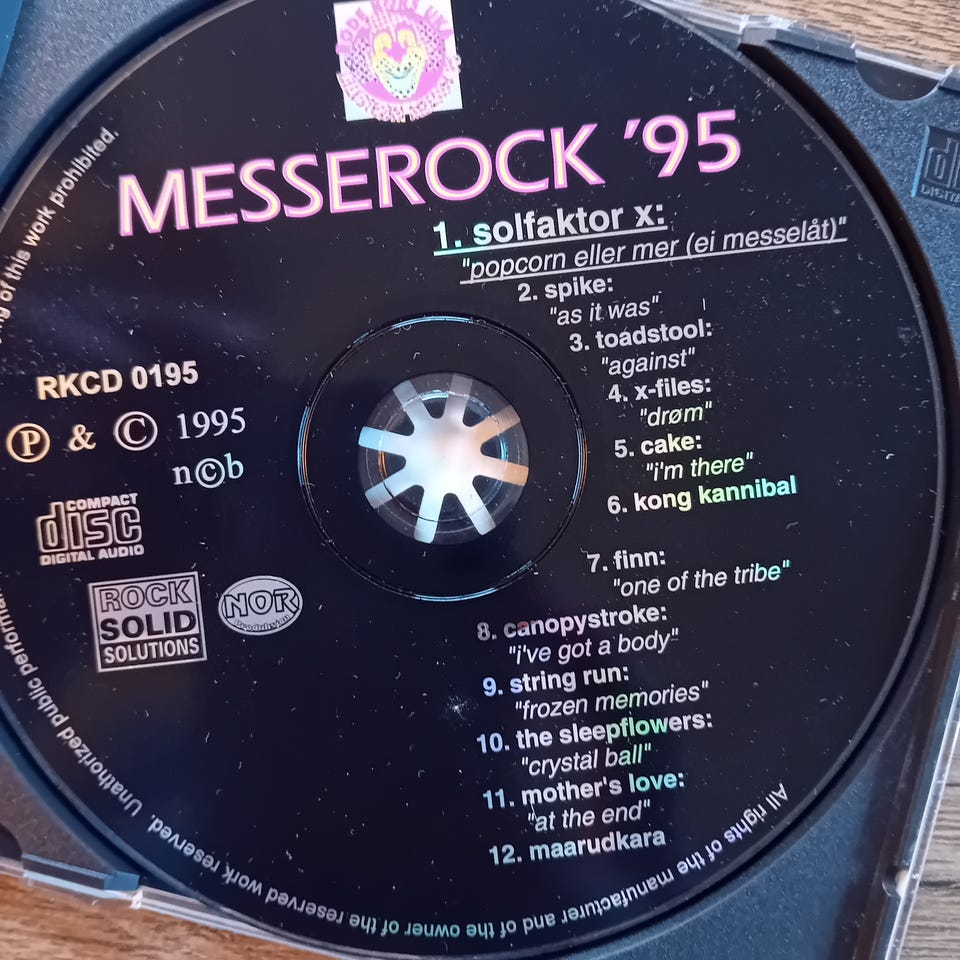 MESSEROCK '95
1. solfaktor x:
"popcorn eller mer (ei messelåt)"
2. spike:
"as it was"
3. toadstool:
"against"
4. x-files:
"drøm"
5. cake:
"i'm there"
6. kong kannibal
7. finn:
"one of the tribe"
8. canopystroke:
"i've got a body"
9. string run:
"frozen memories"
10. the sleepflowers:
"crystal ball"
11. mother's love:
"at the end"
12. maarudkara
RKCD 0195
Ⓟ & © 1995
n©b
COMPACT
disc
DIGITAL AUDIO
ROCK
SOLID
SOLUTIONS
NOR
Produksjon
All rights of the manufacturer and of the owner of the reserved work reserved. Unathorized public performa
g of this work prohibited.